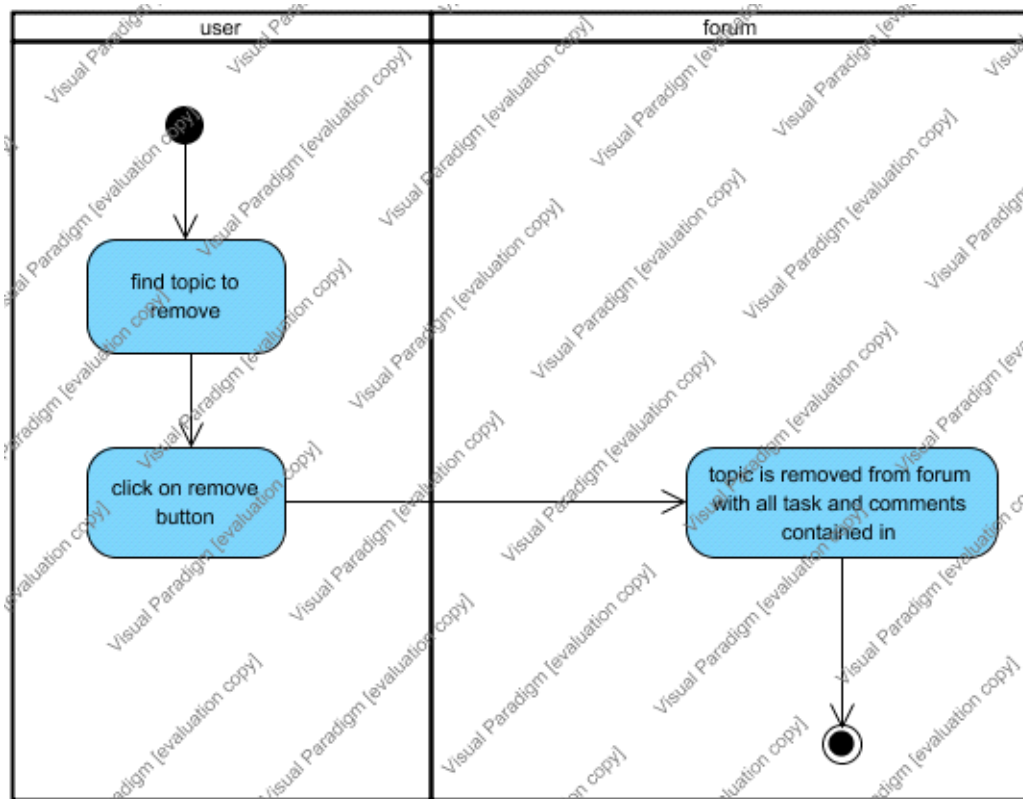 user
forum
find topic to
remove
click on remove
button
topic is removed from forum
with all task and comments
contained in
Visual Paradigm [evaluation copy]